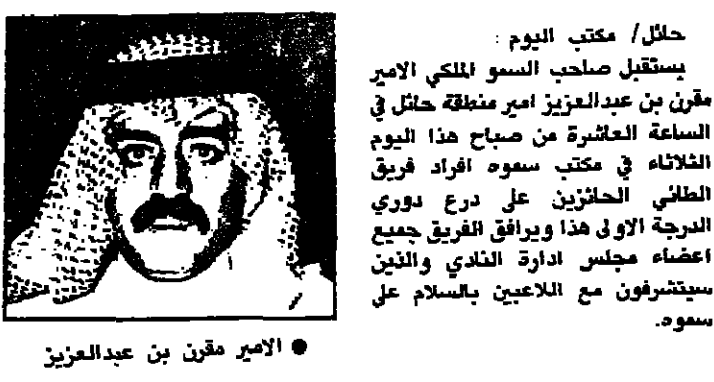 حائل/ مكتب اليوم :
يستقبل صاحب السمو الملكي الامير
مقرن بن عبدالعزيز امير منطقة حائل في
الساعة العاشرة من صباح هذا اليوم
الثلاثاء في مكتب سموه افراد فريق
الطائي الحائزين على درع دوري
الدرجة الاولى هذا ويرافق الفريق جميع
اعضاء مجلس ادارة النادي والذين
سيتشرفون مع اللاعبين بالسلام على
سموه.
● الامير مقرن بن عبدالعزيز